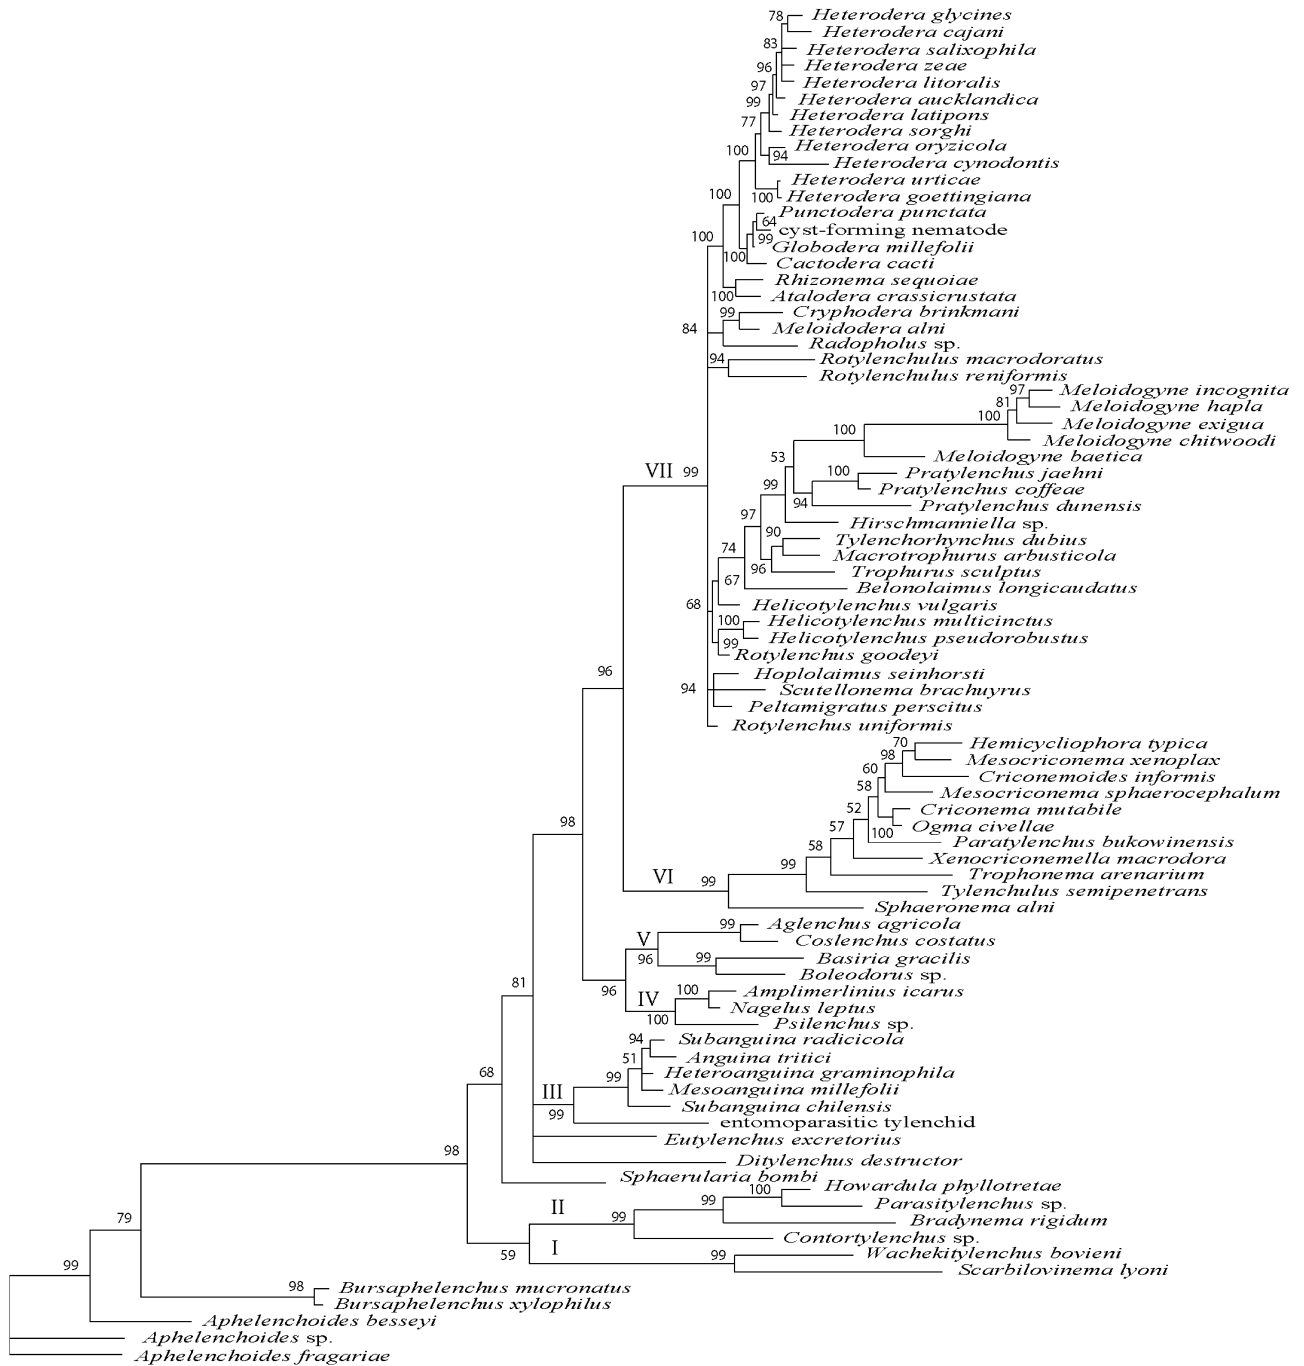 78 Heterodera glycines
Heterodera cajani
83 Heterodera salixophila
96 Heterodera zeae
97 Heterodera litoralis
99 Heterodera aucklandica
Heterodera latipons
77 Heterodera sorghi
100 Heterodera oryzicola
94 Heterodera cynodontis
Heterodera urticae
100 100 Heterodera goettingiana
Punctodera punctata
64 cyst-forming nematode
100 99 Globodera millefolii
100 Cactodera cacti
Rhizonema sequoiae
100 Atalodera crassicrustata
99 Cryphodera brinkmani
84 Meloidodera alni
Radopholus sp.
94 Rotylenchulus macrodoratus
Rotylenchulus reniformis
97 Meloidogyne incognita
81 Meloidogyne hapla
100 Meloidogyne exigua
100 Meloidogyne chitwoodi
53 Meloidogyne baetica
VII 99 100 Pratylenchus jaehni
99 Pratylenchus coffeae
94 Pratylenchus dunensis
97 Hirschmanniella sp.
90 Tylenchorhynchus dubius
74 Macrotrophurus arbusticola
96 Trophurus sculptus
67 Belonolaimus longicaudatus
68 Helicotylenchus vulgaris
100 Helicotylenchus multicinctus
99 Helicotylenchus pseudorobustus
Rotylenchus goodeyi
96 Hoplolaimus seinhorsti
94 Scutellonema brachuyrus
Peltamigratus perscitus
Rotylenchus uniformis
70 Hemicycliophora typica
98 Mesocriconema xenoplax
60 Criconemoides informis
58 Mesocriconema sphaerocephalum
52 Criconema mutabile
98 57 100 Ogma civellae
58 Paratylenchus bukowinensis
Xenocriconemella macrodora
VI 99 99 Trophonema arenarium
Tylenchulus semipenetrans
Sphaeronema alni
99 Aglenchus agricola
V Coslenchus costatus
96 99 Basiria gracilis
81 Boleodorus sp.
96 IV 100 Amplimerlinius icarus
Nagelus leptus
100 Psilenchus sp.
94 Subanguina radicicola
51 Anguina tritici
68 99 Heteroanguina graminophila
III Mesoanguina millefolii
99 Subanguina chilensis
entomoparasitic tylenchid
98 Eutylenchus excretorius
Ditylenchus destructor
Sphaerularia bombi
100 Howardula phyllotretae
II 99 Parasitylenchus sp.
79 99 Bradynema rigidum
Contortylenchus sp.
59 I 99 Wachekitylenchus bovieni
99 Scarbilovinema lyoni
98 Bursaphelenchus mucronatus
Bursaphelenchus xylophilus
Aphelenchoides besseyi
Aphelenchoides sp.
Aphelenchoides fragariae